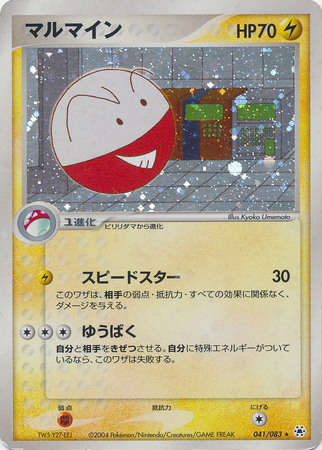 マルマイン HP70
Illus. Kyoko Umemoto
1進化 ビリリダマから進化
スピードスター 30
このワザは、相手の弱点・抵抗力・すべての効果に関係なく、
ダメージを与える。
ゆうばく
自分と相手をきぜつさせる。自分に特殊エネルギーがついて
いるなら、このワザは失敗する。
弱点 抵抗力 にげる
TW5-Y27-EEJ ©2004 Pokémon/Nintendo/Creatures/GAME FREAK 041/083 ★